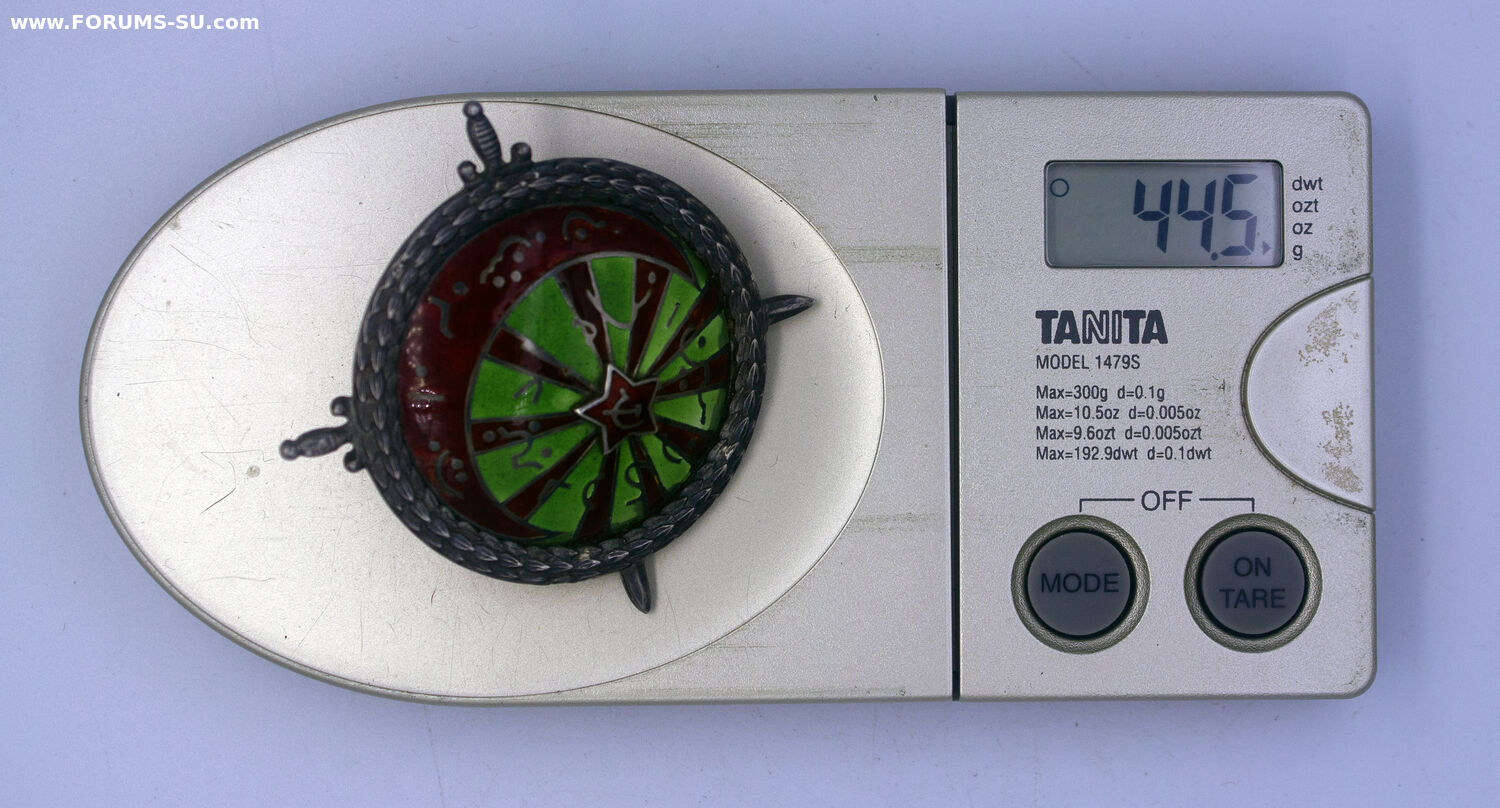 www.FORUMS-SU.com
44.5
dwt
ozt
oz
g
TANITA
MODEL 1479S
Max=300g d=0.1g
Max=10.5oz d=0.005oz
Max=9.6ozt d=0.005ozt
Max=192.9dwt d=0.1dwt
OFF
MODE
ON
TARE